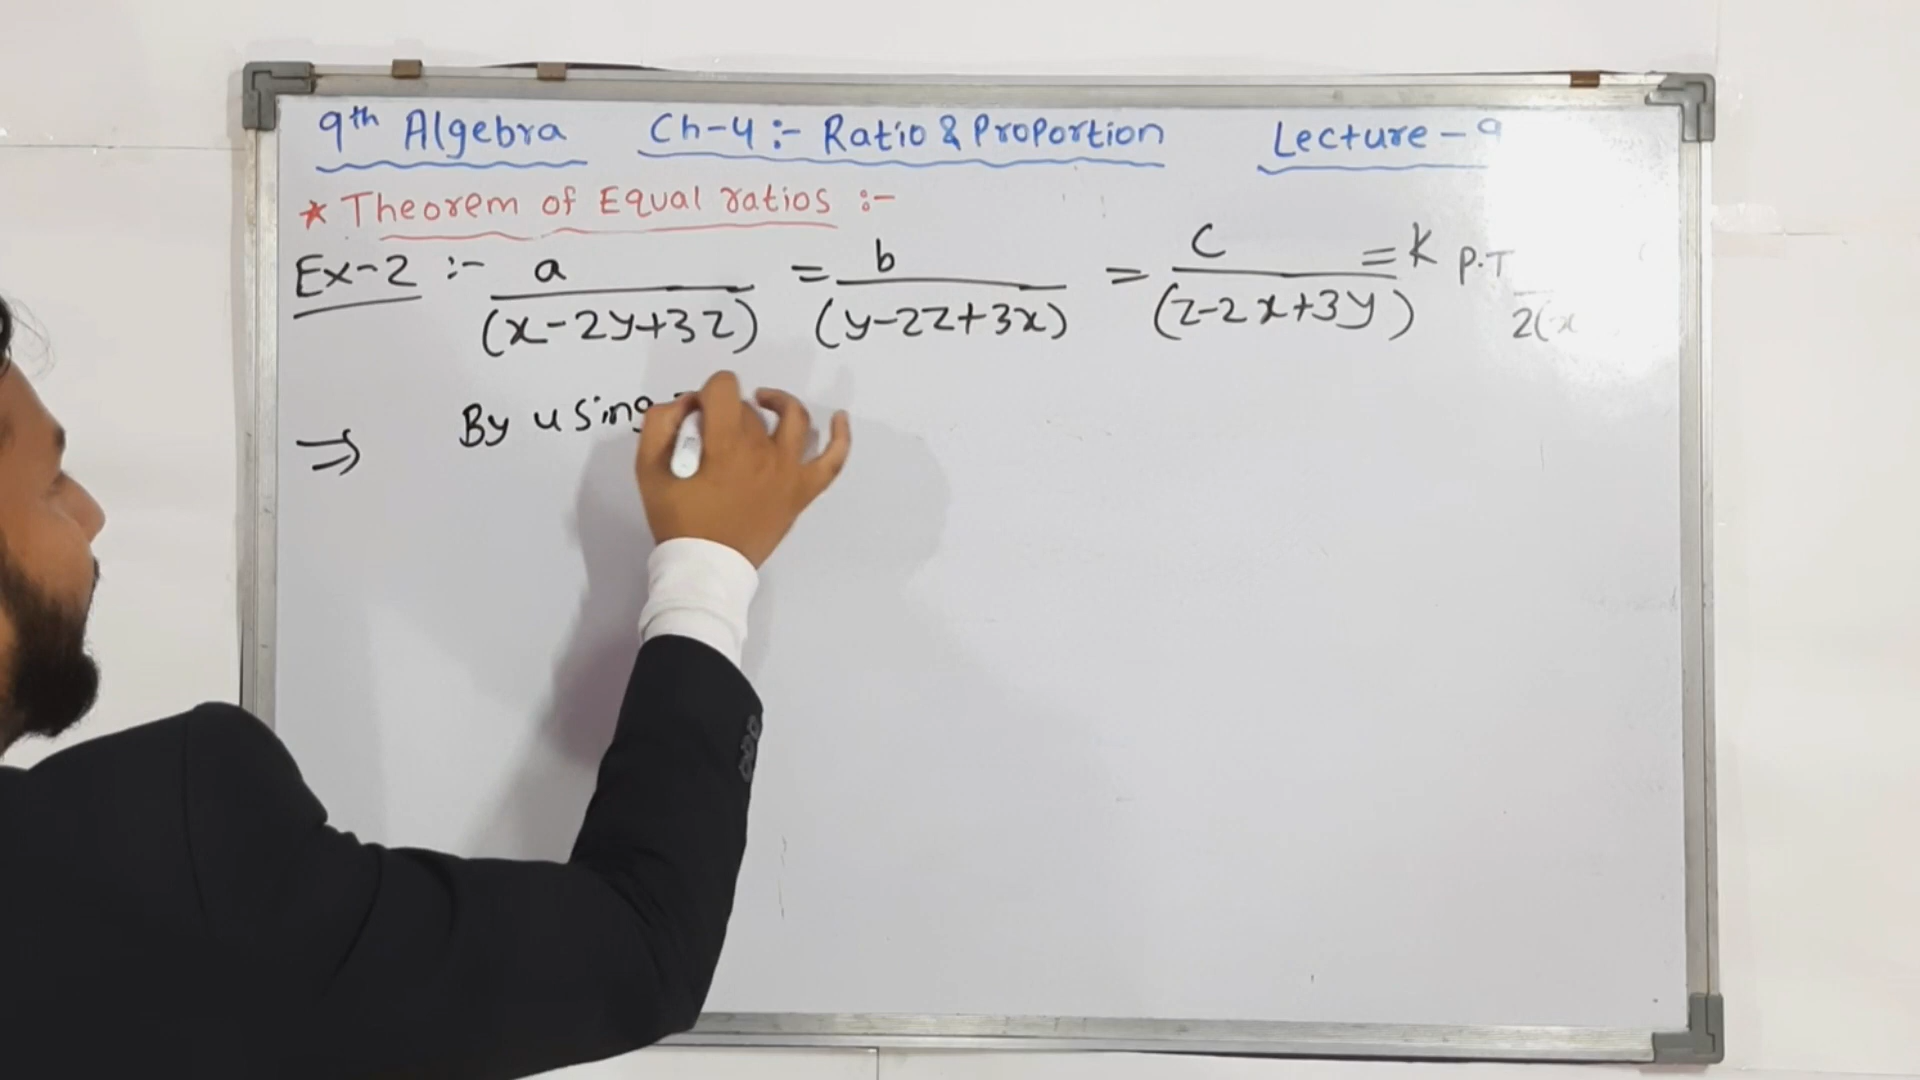 9th Algebra Ch-4:- Ratio & Proportion Lecture - 9
* Theorem of Equal ratios :-
Ex-2 :- a/(x-2y+3z) = b/(y-2z+3x) = c/(z-2x+3y) = K P.T 2(x
⇒ By using